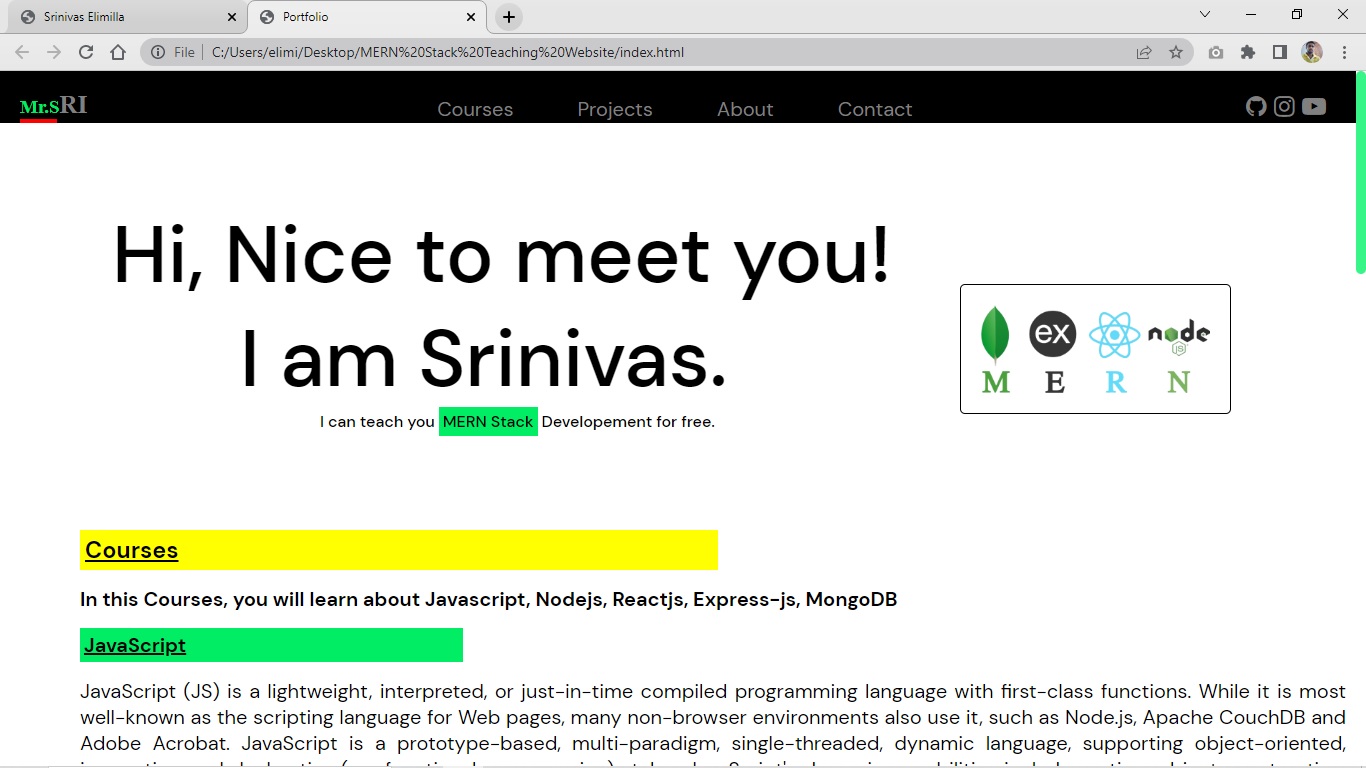 Srinivas Elimilla
Portfolio
File C:/Users/elimi/Desktop/MERN%20Stack%20Teaching%20Website/index.html
Mr.SRI Courses Projects About Contact
Hi, Nice to meet you!
I am Srinivas.
I can teach you MERN Stack Developement for free.
ex node
JS
M E R N
Courses
In this Courses, you will learn about Javascript, Nodejs, Reactjs, Express-js, MongoDB
JavaScript
JavaScript (JS) is a lightweight, interpreted, or just-in-time compiled programming language with first-class functions. While it is most
well-known as the scripting language for Web pages, many non-browser environments also use it, such as Node.js, Apache CouchDB and
Adobe Acrobat. JavaScript is a prototype-based, multi-paradigm, single-threaded, dynamic language, supporting object-oriented,